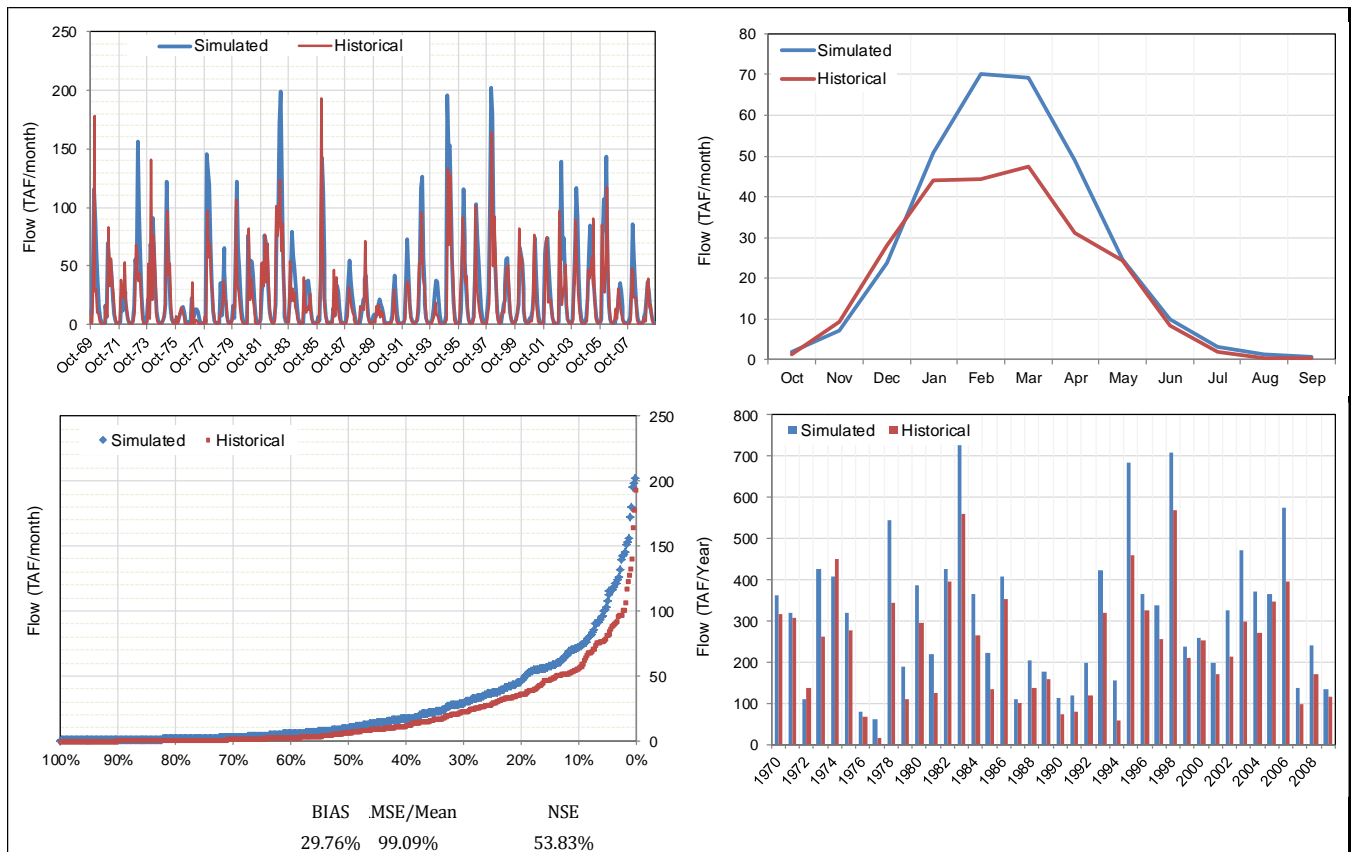 Simulated
Historical
Flow (TAF/month)
250
200
150
100
50
0
Oct-69
Oct-71
Oct-73
Oct-75
Oct-77
Oct-79
Oct-81
Oct-83
Oct-85
Oct-87
Oct-89
Oct-91
Oct-93
Oct-95
Oct-97
Oct-99
Oct-01
Oct-03
Oct-05
Oct-07
Simulated
Historical
Flow (TAF/month)
80
70
60
50
40
30
20
10
0
Oct Nov Dec Jan Feb Mar Apr May Jun Jul Aug Sep
Simulated Historical
Flow (TAF/month)
250
200
150
100
50
0
100% 90% 80% 70% 60% 50% 40% 30% 20% 10% 0%
Simulated Historical
Flow (TAF/Year)
800
700
600
500
400
300
200
100
0
1970
1972
1974
1976
1978
1980
1982
1984
1986
1988
1990
1992
1994
1996
1998
2000
2002
2004
2006
2008
BIAS MSE/Mean NSE
29.76% 99.09% 53.83%